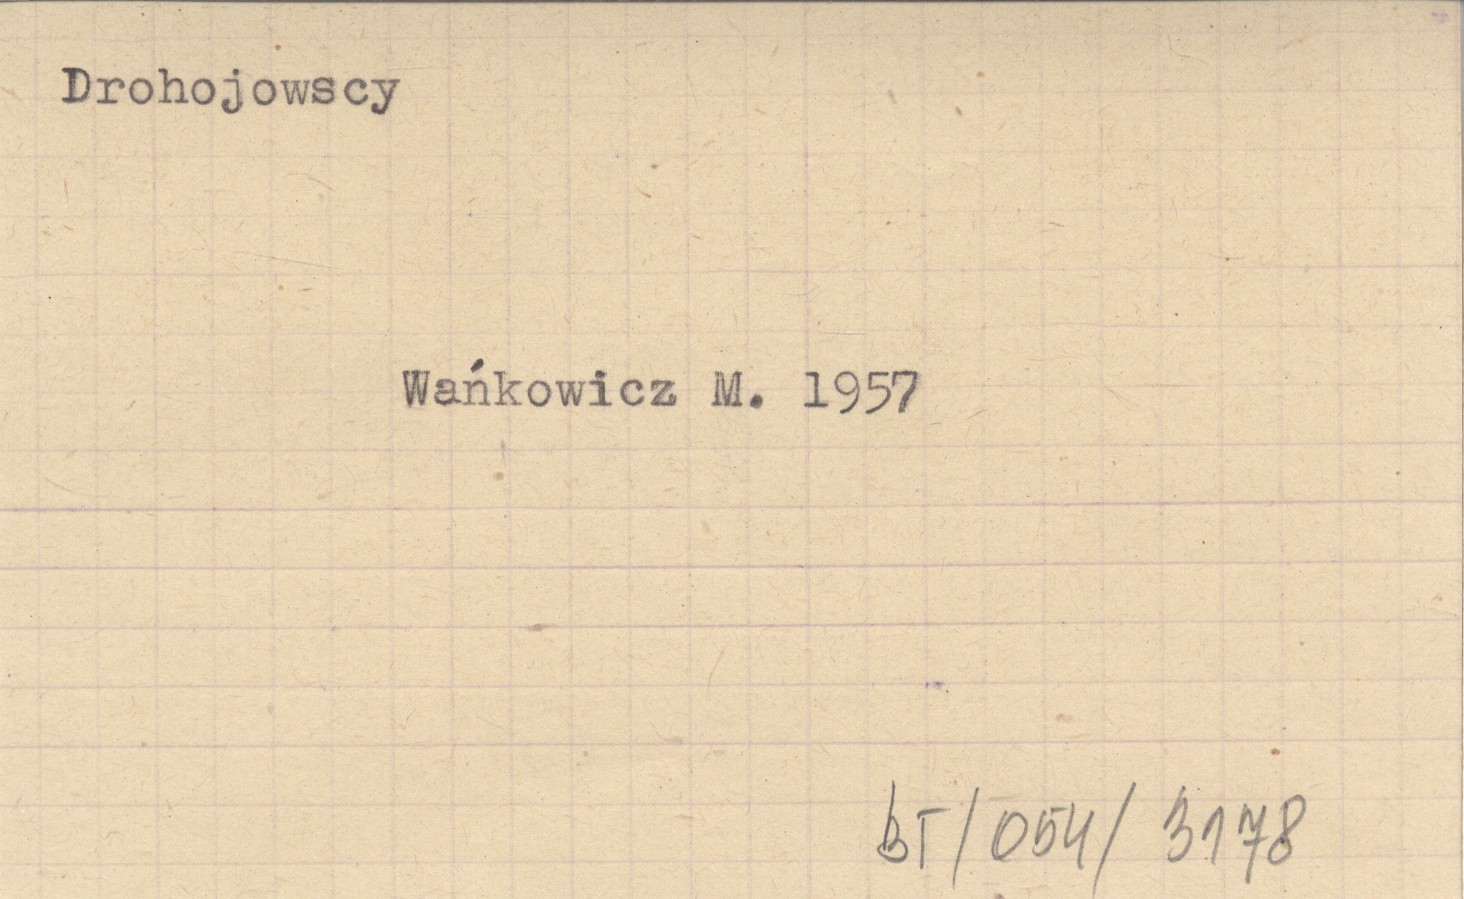 Drohojowscy
Wańkowicz M. 1957
BT/054/3178